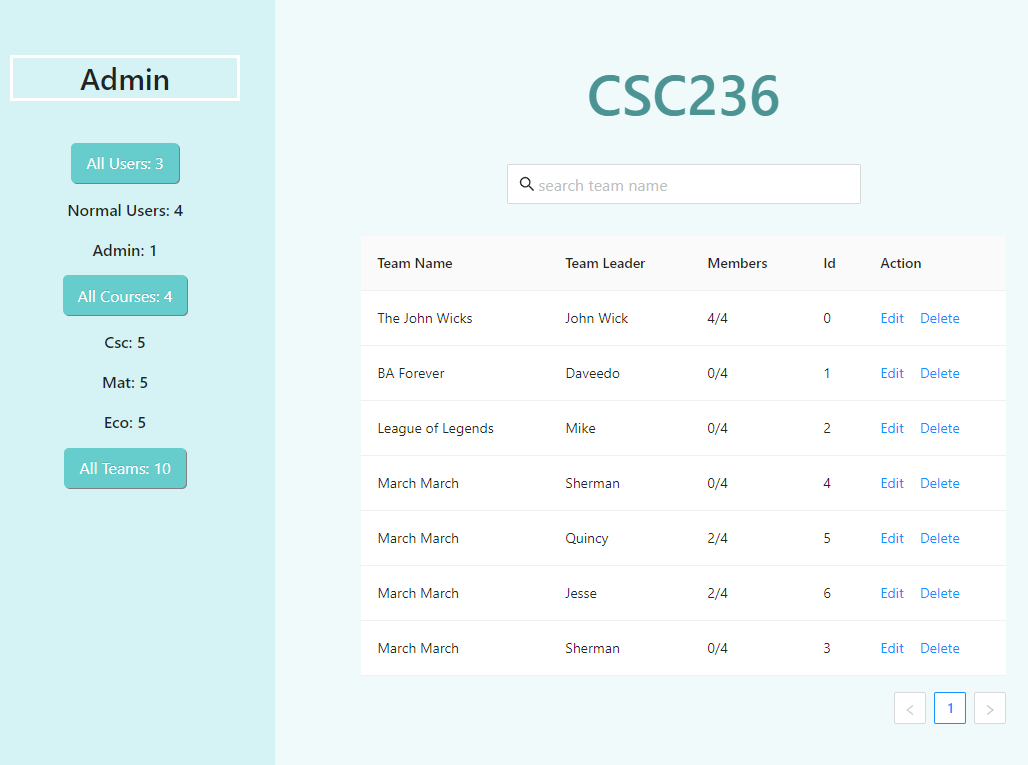 Admin
All Users: 3
Normal Users: 4
Admin: 1
All Courses: 4
Csc: 5
Mat: 5
Eco: 5
All Teams: 10
CSC236
search team name
Team Name Team Leader Members Id Action
The John Wicks John Wick 4/4 0 Edit Delete
BA Forever Daveedo 0/4 1 Edit Delete
League of Legends Mike 0/4 2 Edit Delete
March March Sherman 0/4 4 Edit Delete
March March Quincy 2/4 5 Edit Delete
March March Jesse 2/4 6 Edit Delete
March March Sherman 0/4 3 Edit Delete
< 1 >